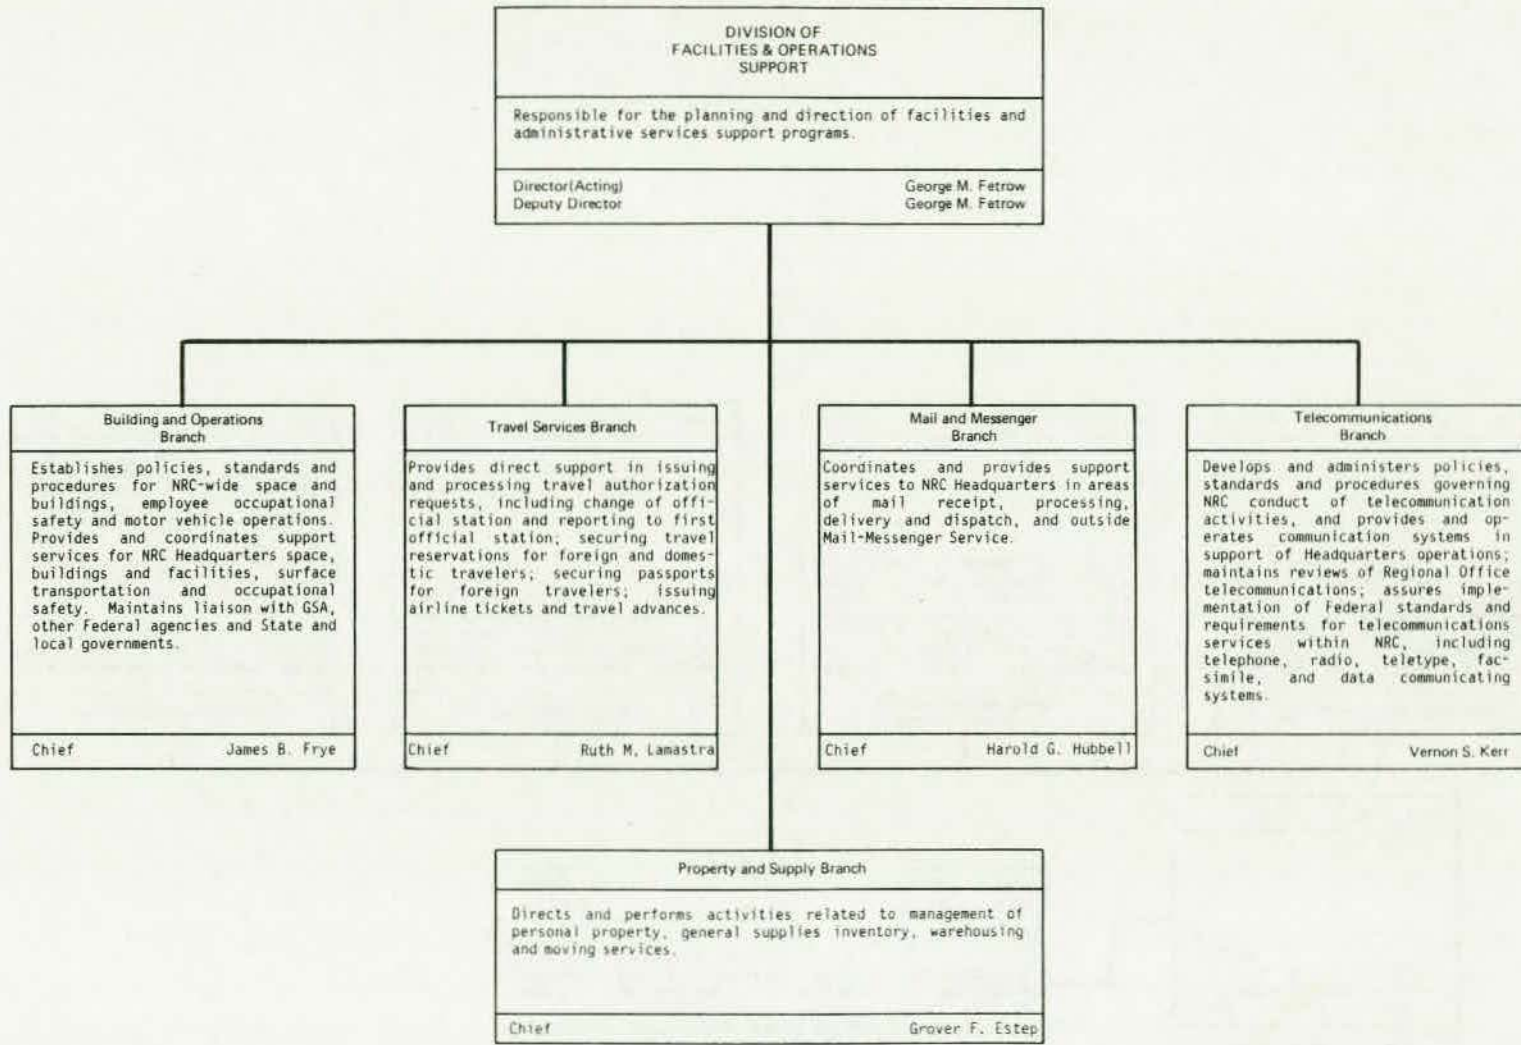 DIVISION OF
FACILITIES & OPERATIONS
SUPPORT
Responsible for the planning and direction of facilities and
administrative services support programs.
Director(Acting) George M. Fetrow
Deputy Director George M. Fetrow
Building and Operations
Branch
Establishes policies, standards and
procedures for NRC-wide space and
buildings, employee occupational
safety and motor vehicle operations.
Provides and coordinates support
services for NRC Headquarters space,
buildings and facilities, surface
transportation and occupational
safety. Maintains liaison with GSA,
other Federal agencies and State and
local governments.
Chief James B. Frye
Travel Services Branch
Provides direct support in issuing
and processing travel authorization
requests, including change of offi-
cial station and reporting to first
official station; securing travel
reservations for foreign and domes-
tic travelers; securing passports
for foreign travelers; issuing
airline tickets and travel advances.
Chief Ruth M. Lamastra
Mail and Messenger
Branch
Coordinates and provides support
services to NRC Headquarters in areas
of mail receipt, processing,
delivery and dispatch, and outside
Mail-Messenger Service.
Chief Harold G. Hubbell
Telecommunications
Branch
Develops and administers policies,
standards and procedures governing
NRC conduct of telecommunication
activities, and provides and op-
erates communication systems in
support of Headquarters operations;
maintains reviews of Regional Office
telecommunications; assures imple-
mentation of Federal standards and
requirements for telecommunications
services within NRC, including
telephone, radio, teletype, fac-
simile, and data communicating
systems.
Chief Vernon S. Kerr
Property and Supply Branch
Directs and performs activities related to management of
personal property, general supplies inventory, warehousing
and moving services.
Chief Grover F. Estep